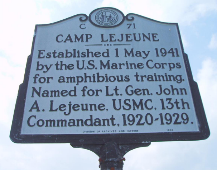 C 71
CAMP LEJEUNE
Established 1 May 1941
by the U.S. Marine Corps
for amphibious training.
Named for Lt. Gen. John
A. Lejeune, USMC, 13th
Commandant, 1920-1929.